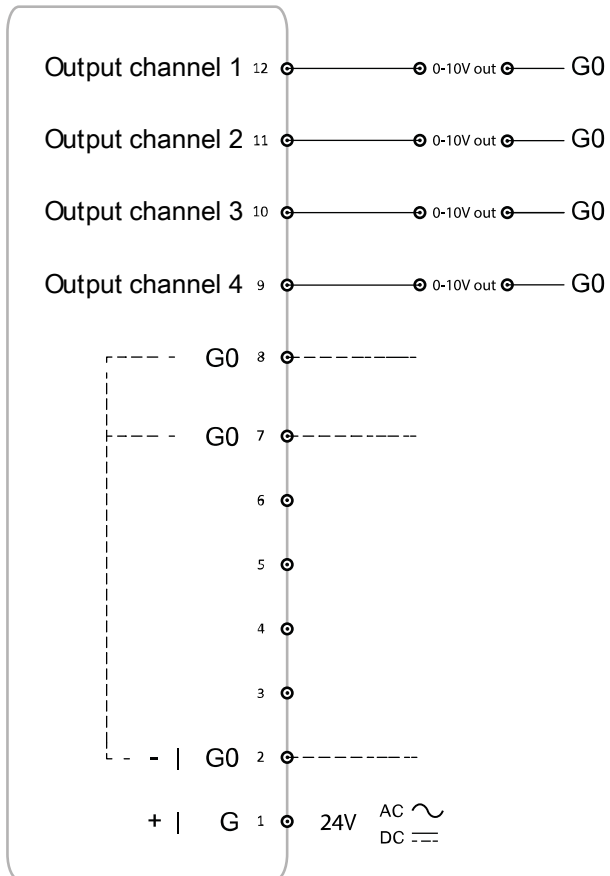 Output channel 1 12 0-10V out G0
Output channel 2 11 0-10V out G0
Output channel 3 10 0-10V out G0
Output channel 4 9 0-10V out G0
G0 8
G0 7
6
5
4
3
- | G0 2
+ | G 1 24V AC
DC